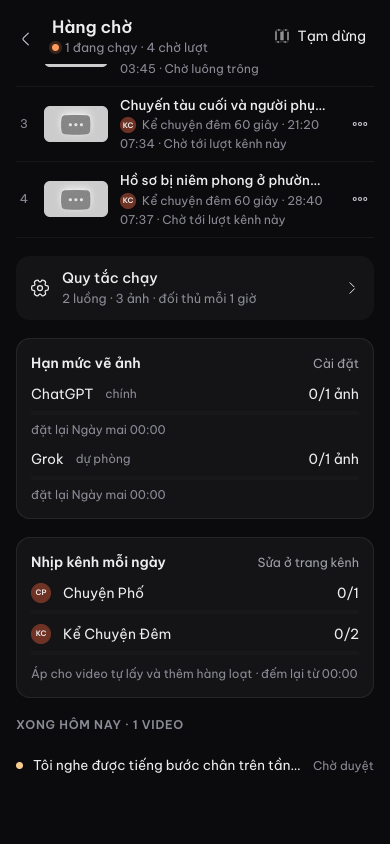 Hàng chờ
1 đang chạy · 4 chờ lượt
Tạm dừng
03:45 · Chờ luồng trống
3
Chuyến tàu cuối và người phụ...
KC Kể chuyện đêm 60 giây · 21:20
07:34 · Chờ tới lượt kênh này
4
Hồ sơ bị niêm phong ở phườn...
KC Kể chuyện đêm 60 giây · 28:40
07:37 · Chờ tới lượt kênh này
Quy tắc chạy
2 luồng · 3 ảnh · đối thủ mỗi 1 giờ
Hạn mức vẽ ảnh
Cài đặt
ChatGPT chính
0/1 ảnh
đặt lại Ngày mai 00:00
Grok dự phòng
0/1 ảnh
đặt lại Ngày mai 00:00
Nhịp kênh mỗi ngày
Sửa ở trang kênh
CP Chuyện Phố
0/1
KC Kể Chuyện Đêm
0/2
Áp cho video tự lấy và thêm hàng loạt · đếm lại từ 00:00
XONG HÔM NAY · 1 VIDEO
Tôi nghe được tiếng bước chân trên tần...
Chờ duyệt